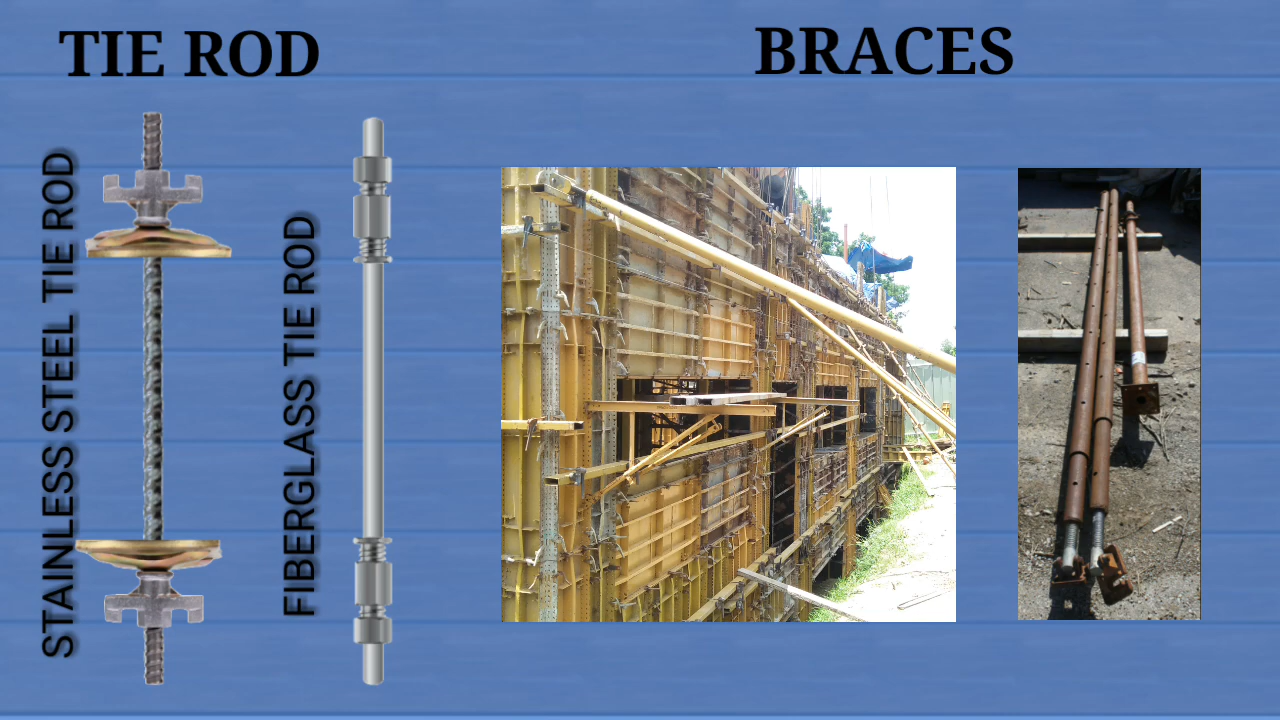 TIE ROD
BRACES
STAINLESS STEEL TIE ROD
FIBERGLASS TIE ROD